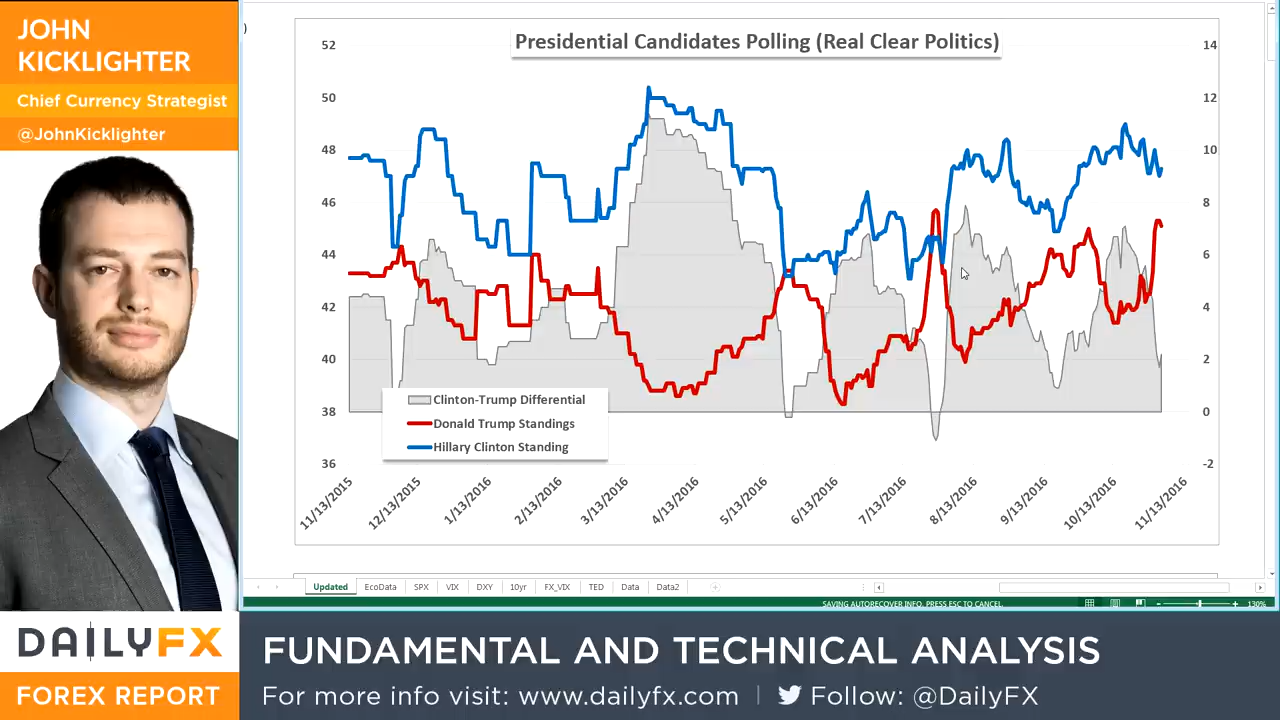 JOHN
KICKLIGHTER
Chief Currency Strategist
@JohnKicklighter
)
Presidential Candidates Polling (Real Clear Politics)
52
50
48
46
44
42
40
38
36
14
12
10
8
6
4
2
0
-2
Clinton-Trump Differential
Donald Trump Standings
Hillary Clinton Standing
11/13/2015
12/13/2015
1/13/2016
2/13/2016
3/13/2016
4/13/2016
5/13/2016
6/13/2016
7/13/2016
8/13/2016
9/13/2016
10/13/2016
11/13/2016
Updated EcoData SPX VIX DXY 10yr FX_VIX TED Data Data2
SAVING AUTORECOVER INFO. PRESS ESC TO CANCEL. 130%
DAILYFX
FOREX REPORT
FUNDAMENTAL AND TECHNICAL ANALYSIS
For more info visit: www.dailyfx.com | Follow: @DailyFX